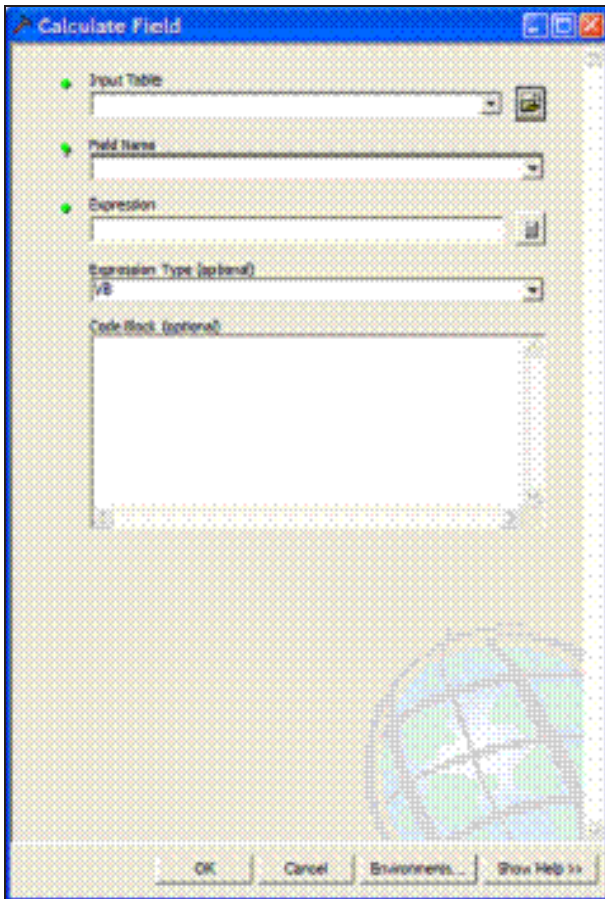 Calculate Field
Input Table
Field Name
Expression
Expression Type (optional)
VB
Code Block (optional)
OK Cancel Environments... Show Help >>